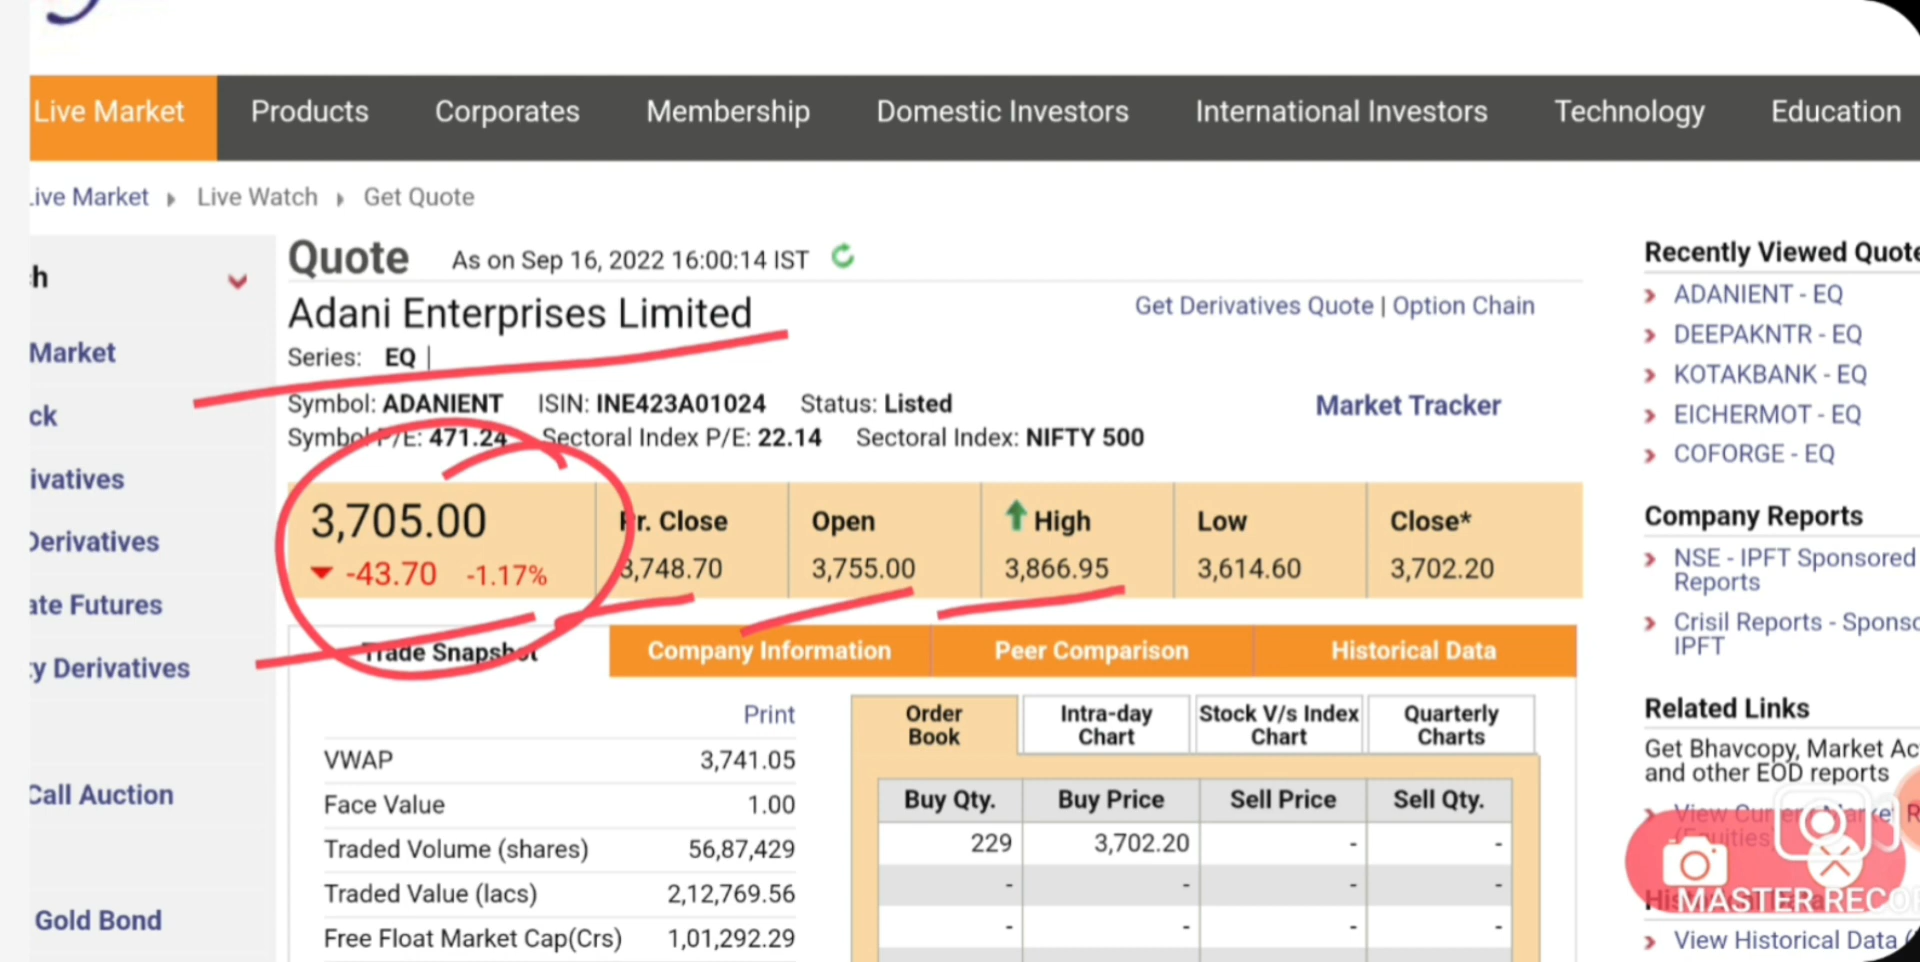 Live Market Products Corporates Membership Domestic Investors International Investors Technology Education
Live Watch Get Quote
Quote As on Sep 16, 2022 16:00:14 IST
Adani Enterprises Limited
Get Derivatives Quote | Option Chain
Series: EQ |
Symbol: ADANIENT ISIN: INE423A01024 Status: Listed
Symbol P/E: 471.24 Sectoral Index P/E: 22.14 Sectoral Index: NIFTY 500
Market Tracker
3,705.00
-43.70 -1.17%
Pr. Close Open High Low Close*
3,748.70 3,755.00 3,866.95 3,614.60 3,702.20
Trade Snapshot Company Information Peer Comparison Historical Data
Print
VWAP 3,741.05
Face Value 1.00
Traded Volume (shares) 56,87,429
Traded Value (lacs) 2,12,769.56
Free Float Market Cap(Crs) 1,01,292.29
Order Book
Intra-day Chart
Stock V/s Index Chart
Quarterly Charts
Buy Qty. Buy Price Sell Price Sell Qty.
229 3,702.20 - -
- - - -
- - - -
Market
Derivatives
Call Auction
Gold Bond
Futures
Derivatives
Recently Viewed
ADANIENT - EQ
DEEPAKNTR - EQ
KOTAKBANK - EQ
EICHERMOT - EQ
COFORGE - EQ
Company Reports
NSE - IPFT Sponsored
Reports
Crisil Reports -
IPFT
Related Links
Get Bhavcopy, Market
and other EOD reports
View
MASTER
View Historical Data